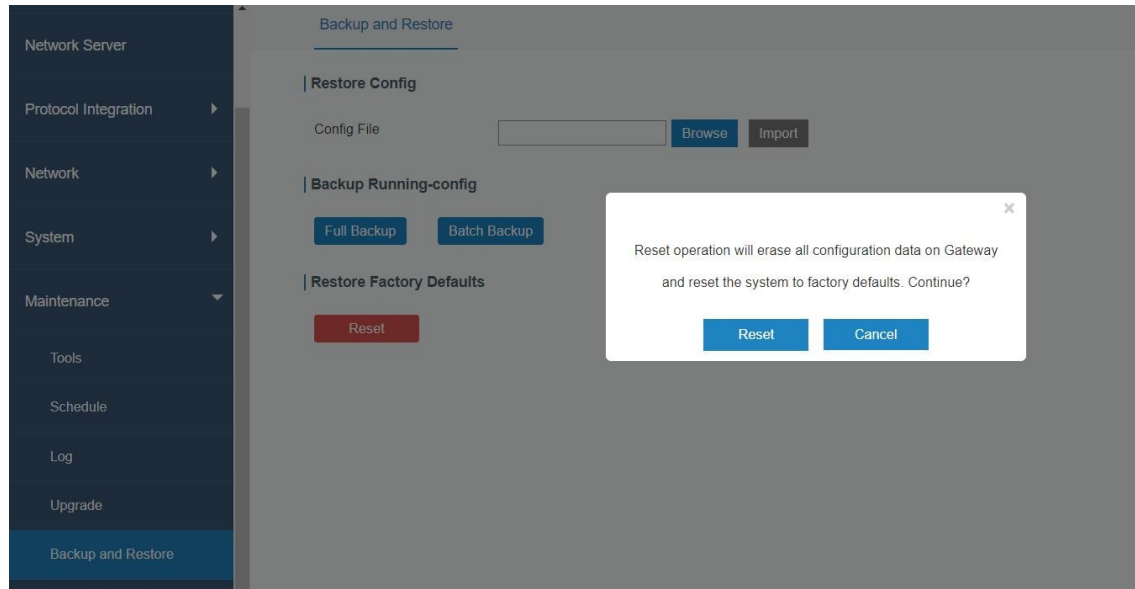 Network Server
Protocol Integration
Network
System
Maintenance
Tools
Schedule
Log
Upgrade
Backup and Restore
Backup and Restore
Restore Config
Config File
Browse
Import
Backup Running-config
Full Backup
Batch Backup
Restore Factory Defaults
Reset
×
Reset operation will erase all configuration data on Gateway
and reset the system to factory defaults. Continue?
Reset
Cancel